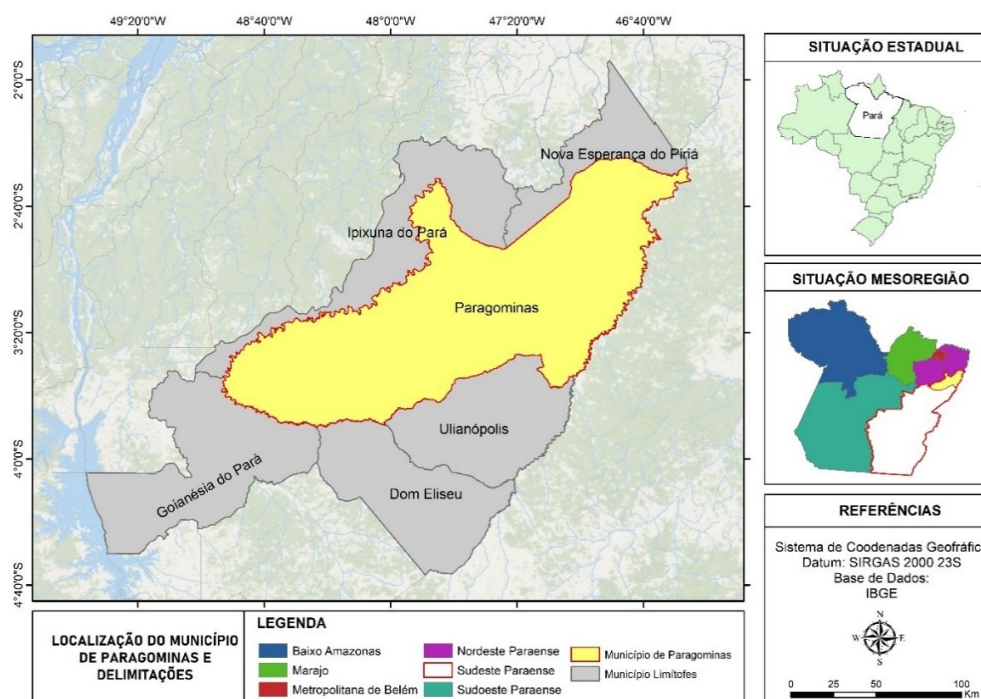 49°20'0"W 48°40'0"W 48°0'0"W 47°20'0"W 46°40'0"W
2°0'0"S
2°40'0"S
3°20'0"S
4°0'0"S
4°40'0"S
Nova Esperança do Piriá
Ipixuna do Pará
Paragominas
Ulianópolis
Goianésia do Pará
Dom Eliseu
SITUAÇÃO ESTADUAL
Pará
SITUAÇÃO MESOREGIÃO
REFERÊNCIAS
Sistema de Coodenadas Geográfic
Datum: SIRGAS 2000 23S
Base de Dados:
IBGE
N
W E
S
0 25 50 100
Km
LOCALIZAÇÃO DO MUNICÍPIO
DE PARAGOMINAS E
DELIMITAÇÕES
LEGENDA
Baixo Amazonas
Marajo
Metropolitana de Belém
Nordeste Paraense
Sudeste Paraense
Sudoeste Paraense
Município de Paragominas
Município Limítofes